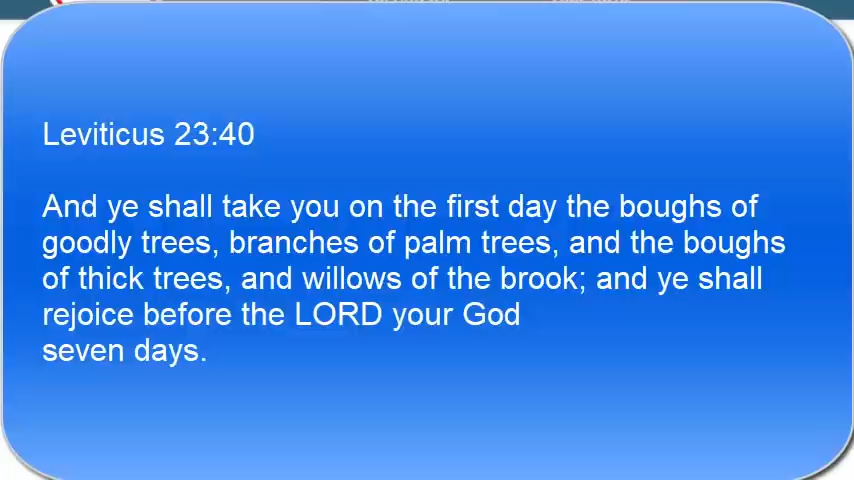 Leviticus 23:40
And ye shall take you on the first day the boughs of
goodly trees, branches of palm trees, and the boughs
of thick trees, and willows of the brook; and ye shall
rejoice before the LORD your God
seven days.